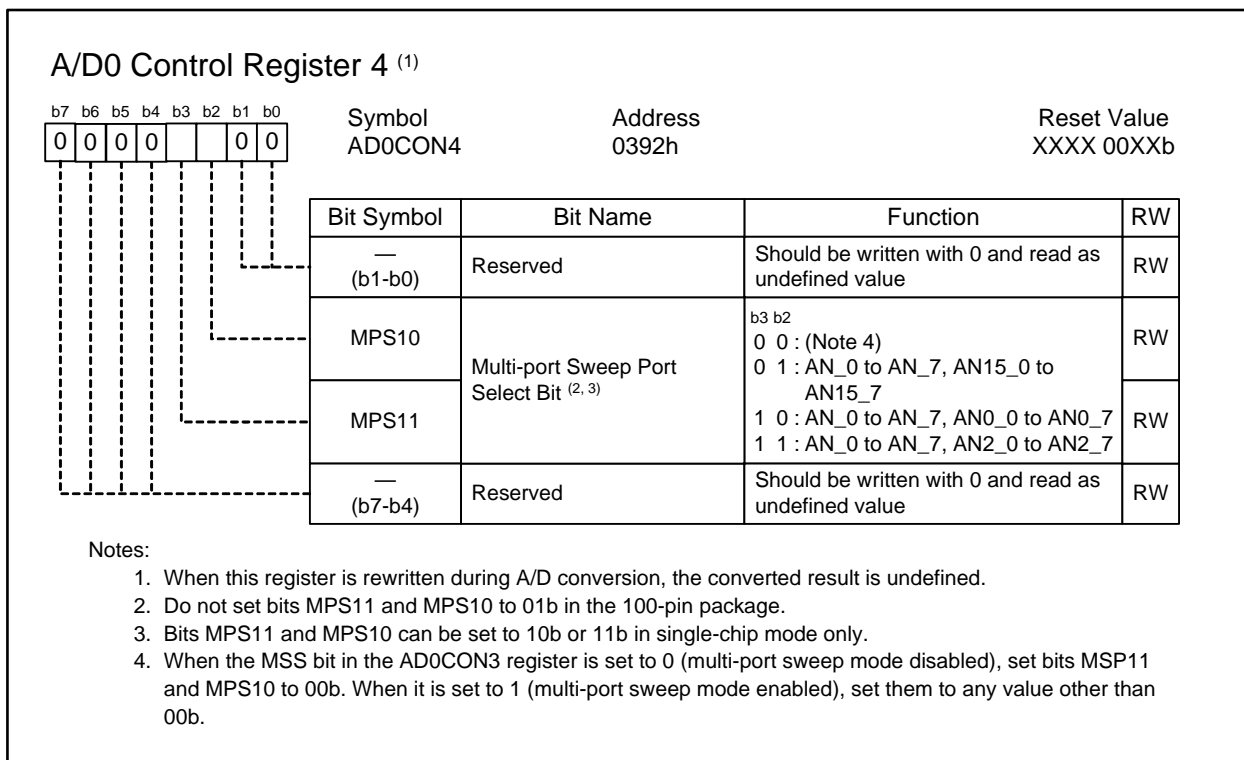 A/D0 Control Register 4 (1)
b7 b6 b5 b4 b3 b2 b1 b0
0 0 0 0 0 0
Symbol Address Reset Value
AD0CON4 0392h XXXX 00XXb
Bit Symbol Bit Name Function RW
— (b1-b0) Reserved Should be written with 0 and read as
undefined value RW
MPS10 Multi-port Sweep Port
Select Bit (2, 3) b3 b2
0 0 : (Note 4) RW
0 1 : AN_0 to AN_7, AN15_0 to
AN15_7
MPS11 1 0 : AN_0 to AN_7, AN0_0 to AN0_7 RW
1 1 : AN_0 to AN_7, AN2_0 to AN2_7
— (b7-b4) Reserved Should be written with 0 and read as
undefined value RW
Notes:
1. When this register is rewritten during A/D conversion, the converted result is undefined.
2. Do not set bits MPS11 and MPS10 to 01b in the 100-pin package.
3. Bits MPS11 and MPS10 can be set to 10b or 11b in single-chip mode only.
4. When the MSS bit in the AD0CON3 register is set to 0 (multi-port sweep mode disabled), set bits MSP11
and MPS10 to 00b. When it is set to 1 (multi-port sweep mode enabled), set them to any value other than
00b.